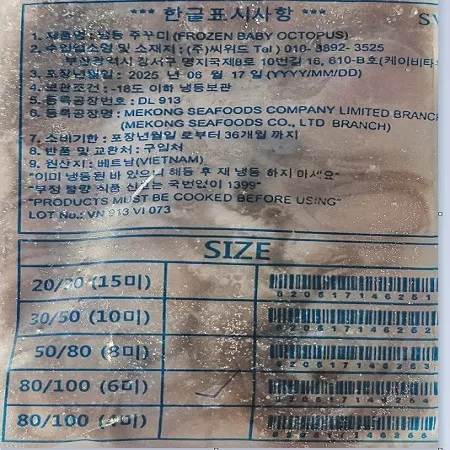 *** 한글표시사항 ***
1. 제품명 : 냉동 주꾸미 (FROZEN BABY OCTOPUS)
2. 수입업소명 및 소재지 : (주)씨위드 Tel ) 010- 3892- 3525
부산광역시 강서구 명지국제8로 10번길 16, 610-B호(케이비타
3. 포장년월일 : 2025 년 06 월 17 일 (YYYY/MM/DD)
4. 보관조건 : -18도 이하 냉동보관
5. 등록공장번호 : DL 913
6. 등록공장명 : MEKONG SEAFOODS COMPANY LIMITED BRANC
(MEKONG SEAFOODS CO., LTD BRANCH)
7. 소비기한 : 포장년월일 로부터 36개월 까지
8. 반품 및 교환처 : 구입처
9. 원산지 : 베트남(VIETNAM)
"이미 냉동된 바 있으니 해동 후 재 냉동 하지 마세요"
"부정 불량 식품 신고는 국번없이 1399"
"PRODUCTS MUST BE COOKED BEFORE USING"
LOT No.: VN 913 VI 073
SIZE
20/30 (15미)
30/50 (10미)
50/80 (8미)
80/100 (6미)
80/100